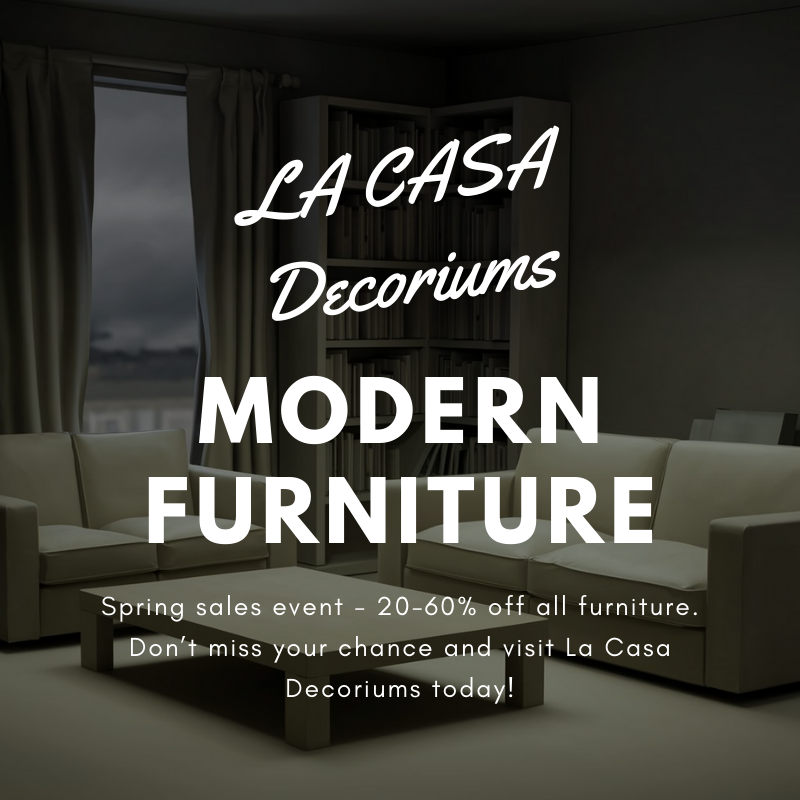 LA CASA
Decoriums
MODERN
FURNITURE
Spring sales event - 20-60% off all furniture.
Don't miss your chance and visit La Casa
Decoriums today!